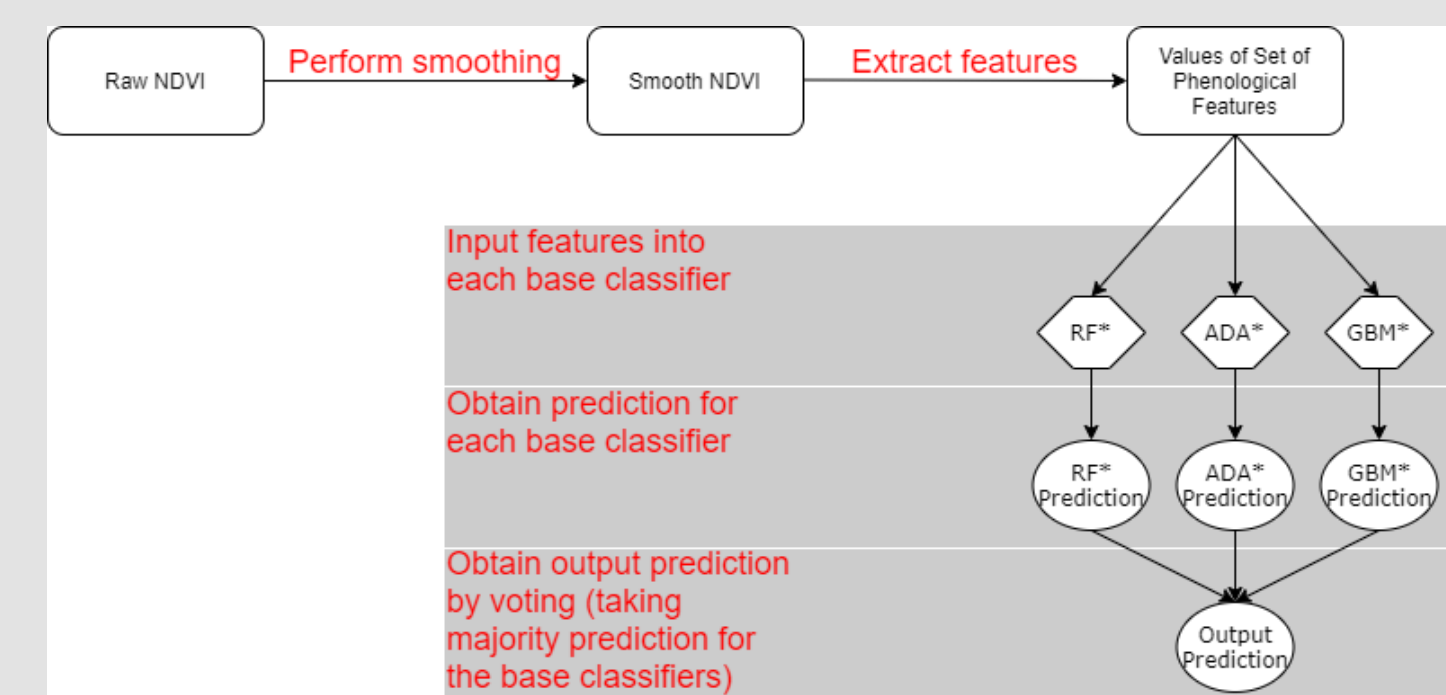 Raw NDVI
Perform smoothing
Smooth NDVI
Extract features
Values of Set of
Phenological
Features
Input features into
each base classifier
RF*
ADA*
GBM*
Obtain prediction for
each base classifier
RF*
Prediction
ADA*
Prediction
GBM*
Prediction
Obtain output prediction
by voting (taking
majority prediction for
the base classifiers)
Output
Prediction